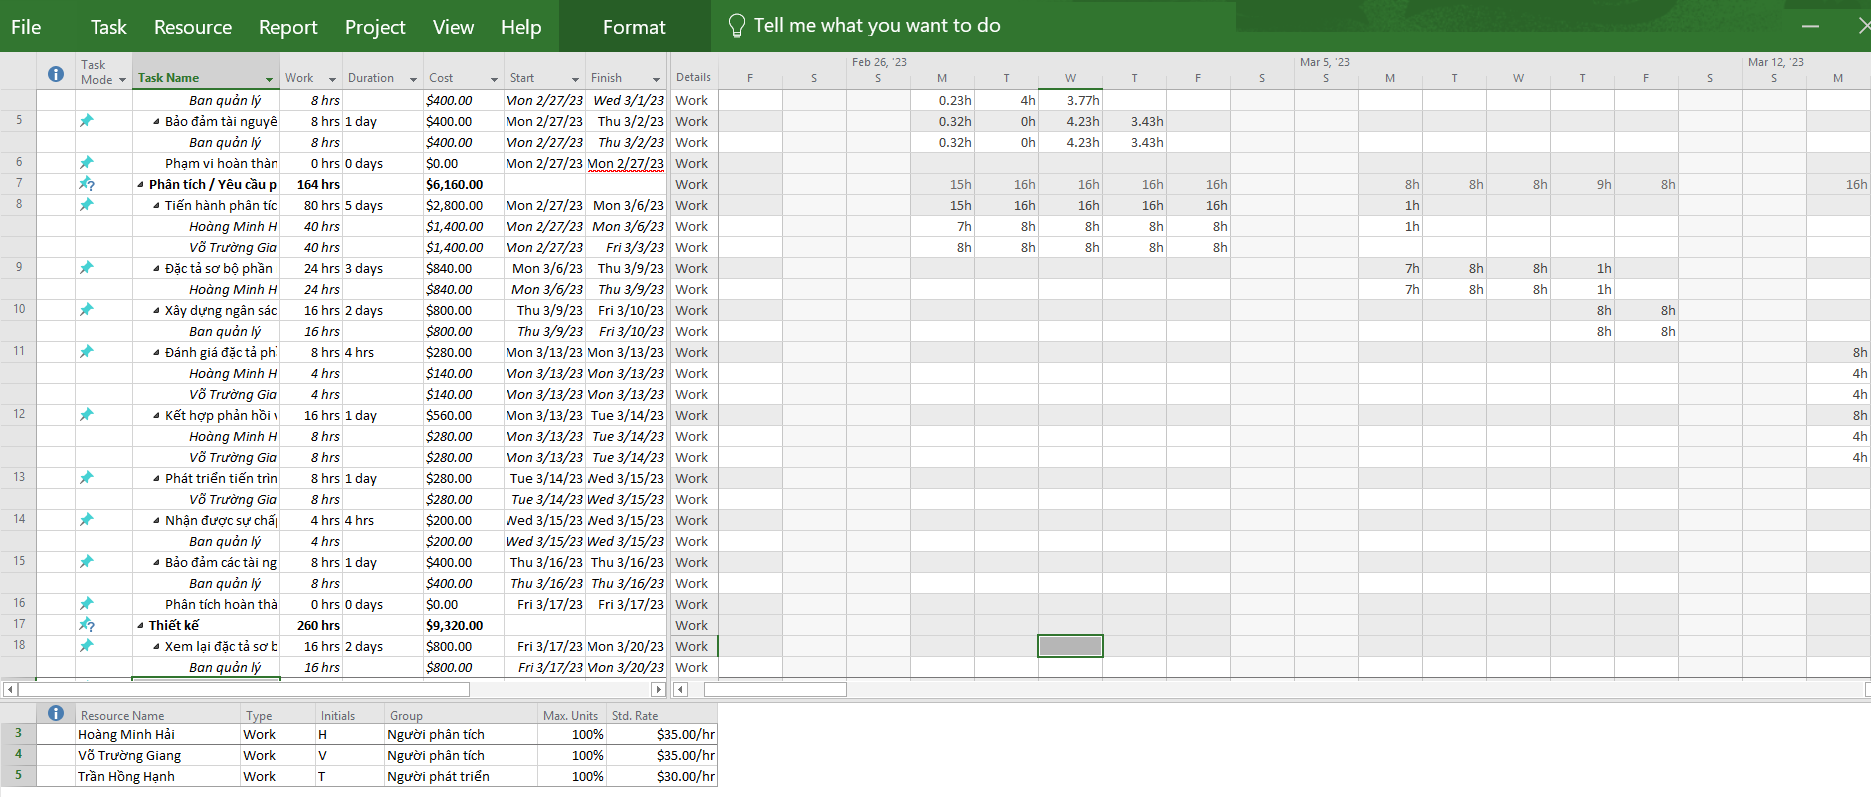 File Task Resource Report Project View Help Format Tell me what you want to do
Task Mode Task Name Work Duration Cost Start Finish Details Feb 26, '23 Mar 5, '23 Mar 12, '23
F S S M T W T F S S M T W T F S S M
Ban quản lý 8 hrs $400.00 Mon 2/27/23 Wed 3/1/23 Work 0.23h 4h 3.77h
5 Bảo đảm tài nguyê 8 hrs 1 day $400.00 Mon 2/27/23 Thu 3/2/23 Work 0.32h 0h 4.23h 3.43h
Ban quản lý 8 hrs $400.00 Mon 2/27/23 Thu 3/2/23 Work 0.32h 0h 4.23h 3.43h
6 Phạm vi hoàn thàn 0 hrs 0 days $0.00 Mon 2/27/23 Mon 2/27/23 Work
7 Phân tích / Yêu cầu p 164 hrs $6,160.00 Work 15h 16h 16h 16h 16h 8h 8h 8h 9h 8h 16h
8 Tiến hành phân tíc 80 hrs 5 days $2,800.00 Mon 2/27/23 Mon 3/6/23 Work 15h 16h 16h 16h 16h 1h
Hoàng Minh H 40 hrs $1,400.00 Mon 2/27/23 Mon 3/6/23 Work 7h 8h 8h 8h 8h 1h
Võ Trường Gia 40 hrs $1,400.00 Mon 2/27/23 Fri 3/3/23 Work 8h 8h 8h 8h 8h
9 Đặc tả sơ bộ phần 24 hrs 3 days $840.00 Mon 3/6/23 Thu 3/9/23 Work 7h 8h 8h 1h
Hoàng Minh H 24 hrs $840.00 Mon 3/6/23 Thu 3/9/23 Work 7h 8h 8h 1h
10 Xây dựng ngân sác 16 hrs 2 days $800.00 Thu 3/9/23 Fri 3/10/23 Work 8h 8h
Ban quản lý 16 hrs $800.00 Thu 3/9/23 Fri 3/10/23 Work 8h 8h
11 Đánh giá đặc tả ph 8 hrs 4 hrs $280.00 Mon 3/13/23 Mon 3/13/23 Work 8h
Hoàng Minh H 4 hrs $140.00 Mon 3/13/23 Mon 3/13/23 Work 4h
Võ Trường Gia 4 hrs $140.00 Mon 3/13/23 Mon 3/13/23 Work 4h
12 Kết hợp phản hồi v 16 hrs 1 day $560.00 Mon 3/13/23 Tue 3/14/23 Work 8h
Hoàng Minh H 8 hrs $280.00 Mon 3/13/23 Tue 3/14/23 Work 4h
Võ Trường Gia 8 hrs $280.00 Mon 3/13/23 Tue 3/14/23 Work 4h
13 Phát triển tiến trìn 8 hrs 1 day $280.00 Tue 3/14/23 Wed 3/15/23 Work
Võ Trường Gia 8 hrs $280.00 Tue 3/14/23 Wed 3/15/23 Work
14 Nhận được sự chấ 4 hrs 4 hrs $200.00 Wed 3/15/23 Wed 3/15/23 Work
Ban quản lý 4 hrs $200.00 Wed 3/15/23 Wed 3/15/23 Work
15 Bảo đảm các tài ng 8 hrs 1 day $400.00 Thu 3/16/23 Thu 3/16/23 Work
Ban quản lý 8 hrs $400.00 Thu 3/16/23 Thu 3/16/23 Work
16 Phân tích hoàn thà 0 hrs 0 days $0.00 Fri 3/17/23 Fri 3/17/23 Work
17 Thiết kế 260 hrs $9,320.00 Work
18 Xem lại đặc tả sơ b 16 hrs 2 days $800.00 Fri 3/17/23 Mon 3/20/23 Work
Ban quản lý 16 hrs $800.00 Fri 3/17/23 Mon 3/20/23 Work
Resource Name Type Initials Group Max. Units Std. Rate
3 Hoàng Minh Hải Work H Người phân tích 100% $35.00/hr
4 Võ Trường Giang Work V Người phân tích 100% $35.00/hr
5 Trần Hồng Hạnh Work T Người phát triển 100% $30.00/hr